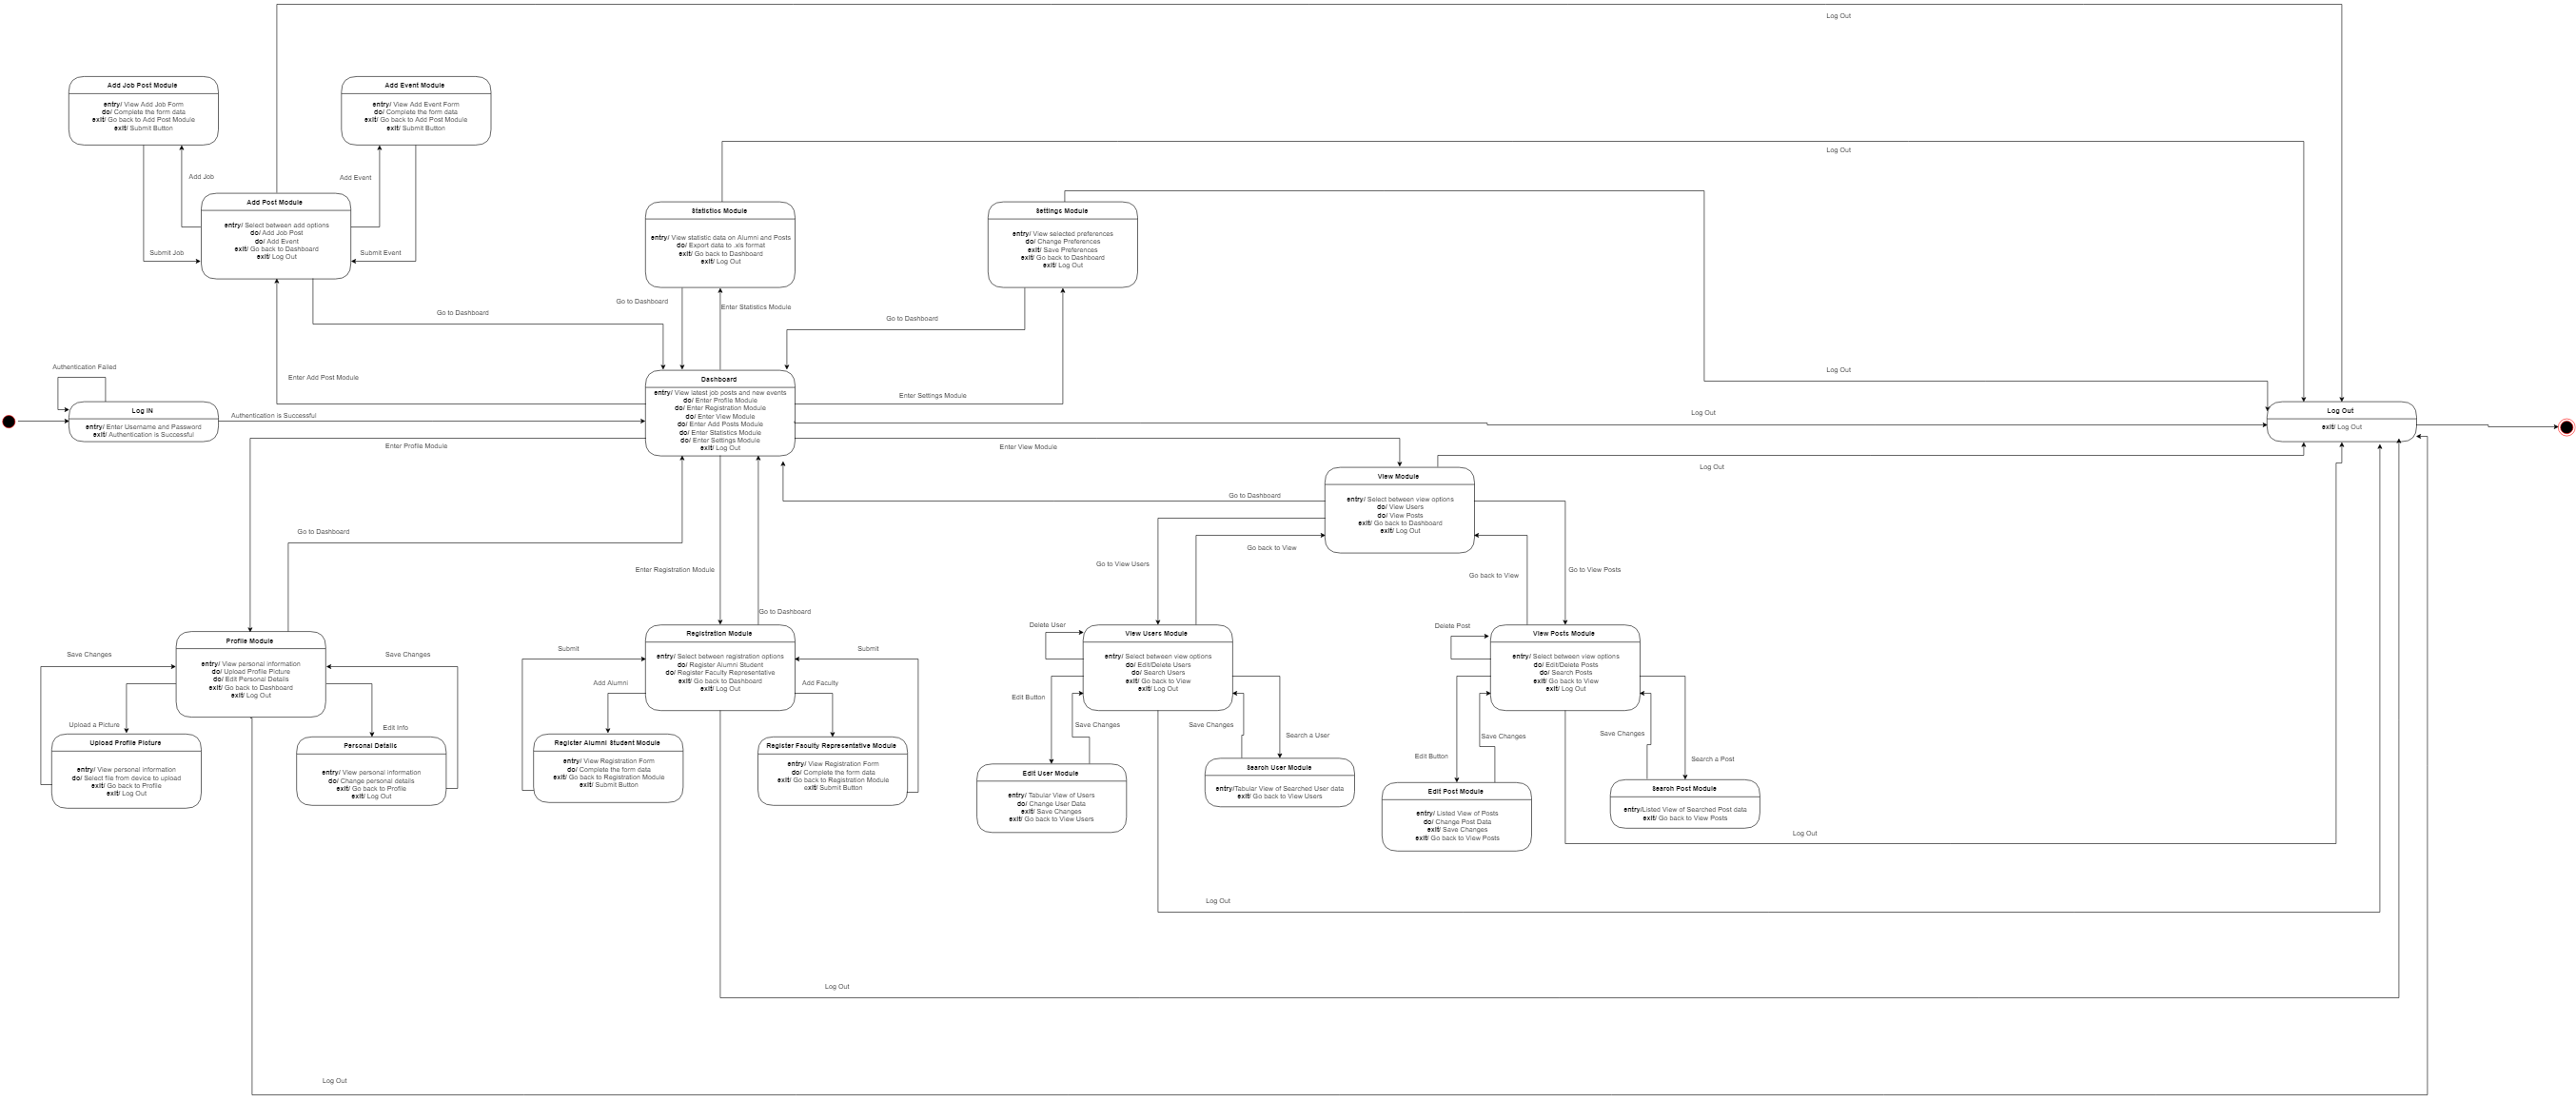 Log Out
Add Job Post Module
entry/ View Add Job Form
do/ Complete the form data
exit/ Go back to Add Post Module
exit/ Submit Button
Add Event Module
entry/ View Add Event Form
do/ Complete the form data
exit/ Go back to Add Post Module
exit/ Submit Button
Log Out
Add Job
Add Event
Add Post Module
entry/ Select between add options
do/ Add Job Post
do/ Add Event
exit/ Go back to Dashboard
exit/ Log Out
Submit Job
Submit Event
Statistics Module
entry/ View statistic data on Alumni and Posts
do/ Export data to .xls format
exit/ Go back to Dashboard
exit/ Log Out
Settings Module
entry/ View selected preferences
do/ Change Preferences
exit/ Save Preferences
exit/ Go back to Dashboard
exit/ Log Out
Go to Dashboard
Go to Dashboard
Enter Statistics Module
Go to Dashboard
Authentication Failed
Enter Add Post Module
Log Out
Log IN
entry/ Enter Username and Password
exit/ Authentication is Successful
Authentication is Successful
Dashboard
entry/ View latest job posts and new events
do/ Enter Profile Module
do/ Enter Registration Module
do/ Enter View Module
do/ Enter Add Posts Module
do/ Enter Statistics Module
do/ Enter Settings Module
exit/ Log Out
Enter Settings Module
Log Out
Log Out
exit/ Log Out
Enter Profile Module
Enter View Module
Log Out
View Module
entry/ Select between view options
do/ View Users
do/ View Posts
exit/ Go back to Dashboard
exit/ Log Out
Go to Dashboard
Go to Dashboard
Go back to View
Go to View Users
Enter Registration Module
Go back to View
Go to View Posts
Go to Dashboard
Profile Module
entry/ View personal information
do/ Upload Profile Picture
do/ Edit Personal Details
exit/ Go back to Dashboard
exit/ Log Out
Save Changes
Save Changes
Upload a Picture
Edit Info
Upload Profile Picture
entry/ View personal information
do/ Select file from device to upload
exit/ Go back to Profile
exit/ Log Out
Personal Details
entry/ View personal information
do/ Change personal details
exit/ Go back to Profile
exit/ Log Out
Registration Module
entry/ Select between registration options
do/ Register Alumni Student
do/ Register Faculty Representative
exit/ Go back to Dashboard
exit/ Log Out
Submit
Submit
Add Alumni
Add Faculty
Register Alumni Student Module
entry/ View Registration Form
do/ Complete the form data
exit/ Go back to Registration Module
exit/ Submit Button
Register Faculty Representative Module
entry/ View Registration Form
do/ Complete the form data
exit/ Go back to Registration Module
exit/ Submit Button
Delete User
View Users Module
entry/ Select between view options
do/ Edit/Delete Users
do/ Search Users
exit/ Go back to View
exit/ Log Out
Edit Button
Save Changes
Save Changes
Search a User
Edit User Module
entry/ Tabular View of Users
do/ Change User Data
exit/ Save Changes
exit/ Go back to View Users
Search User Module
entry/Tabular View of Searched User data
exit/ Go back to View Users
Delete Post
View Posts Module
entry/ Select between view options
do/ Edit/Delete Posts
do/ Search Posts
exit/ Go back to View
exit/ Log Out
Edit Button
Save Changes
Save Changes
Search a Post
Edit Post Module
entry/ Listed View of Posts
do/ Change Post Data
exit/ Save Changes
exit/ Go back to View Posts
Search Post Module
entry/Listed View of Searched Post data
exit/ Go back to View Posts
Log Out
Log Out
Log Out
Log Out